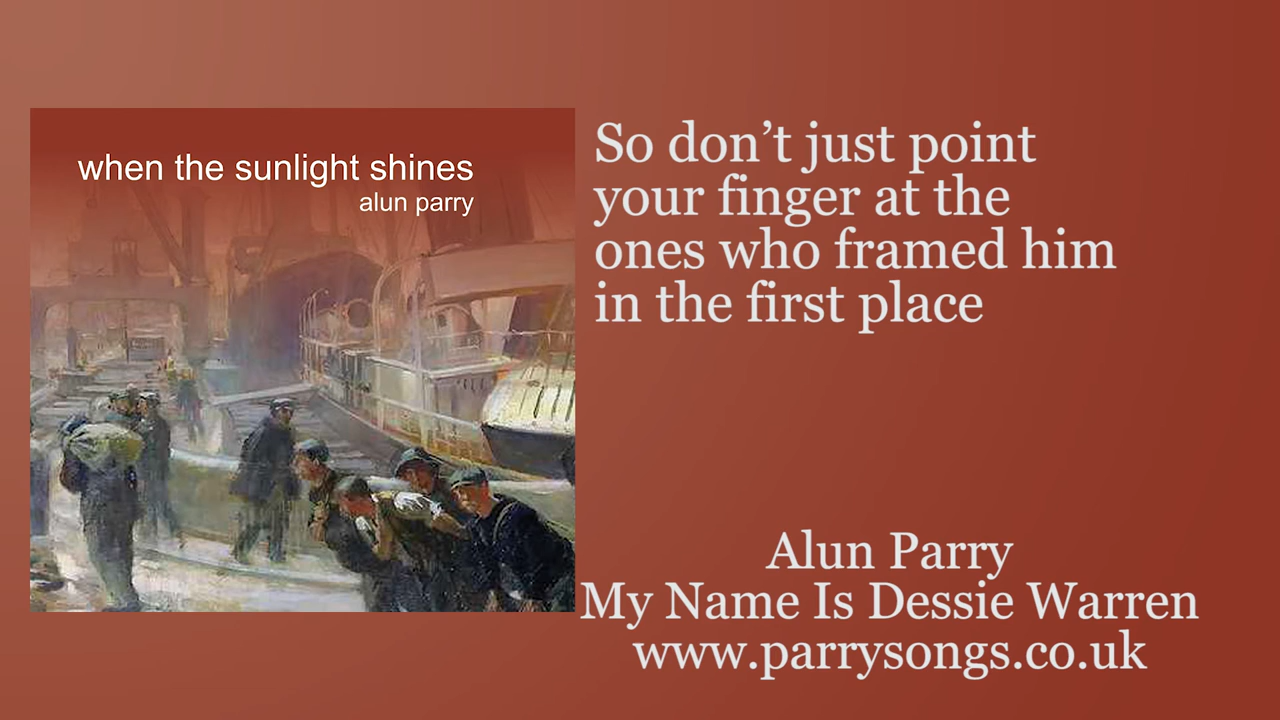 when the sunlight shines
alun parry
So don’t just point
your finger at the
ones who framed him
in the first place
Alun Parry
My Name Is Dessie Warren
www.parrysongs.co.uk